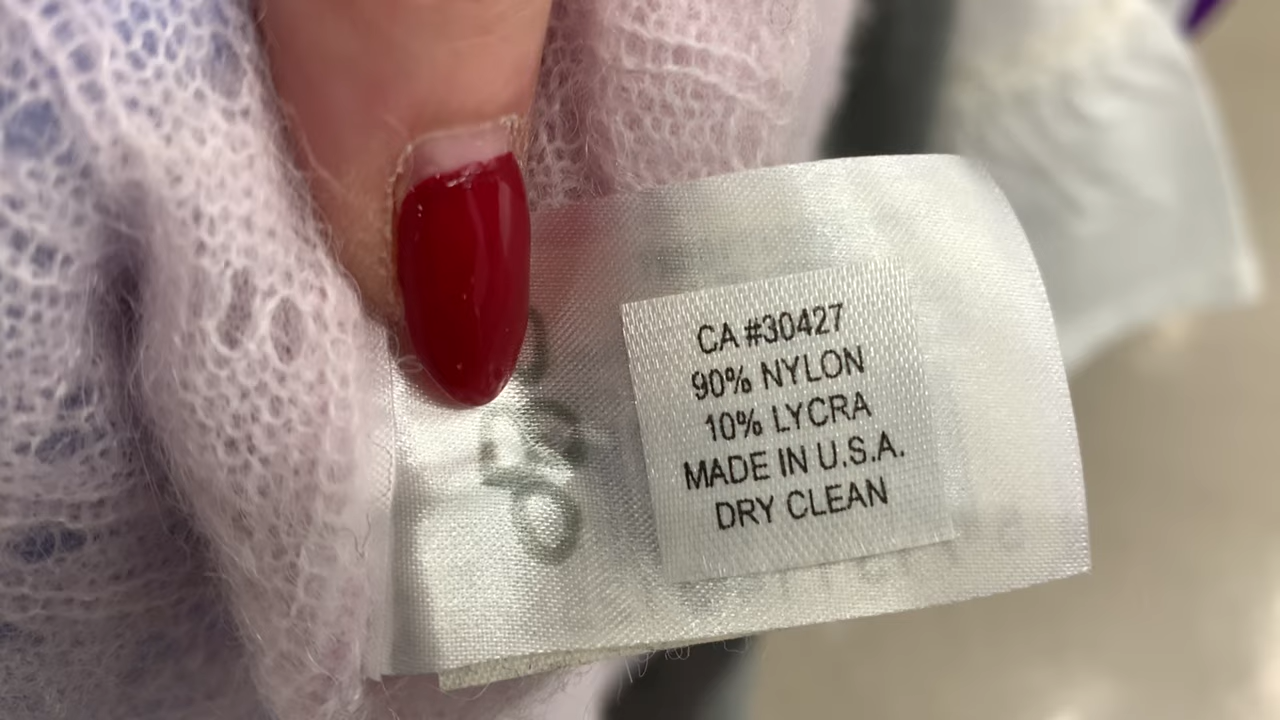 CA #30427
90% NYLON
10% LYCRA
MADE IN U.S.A.
DRY CLEAN